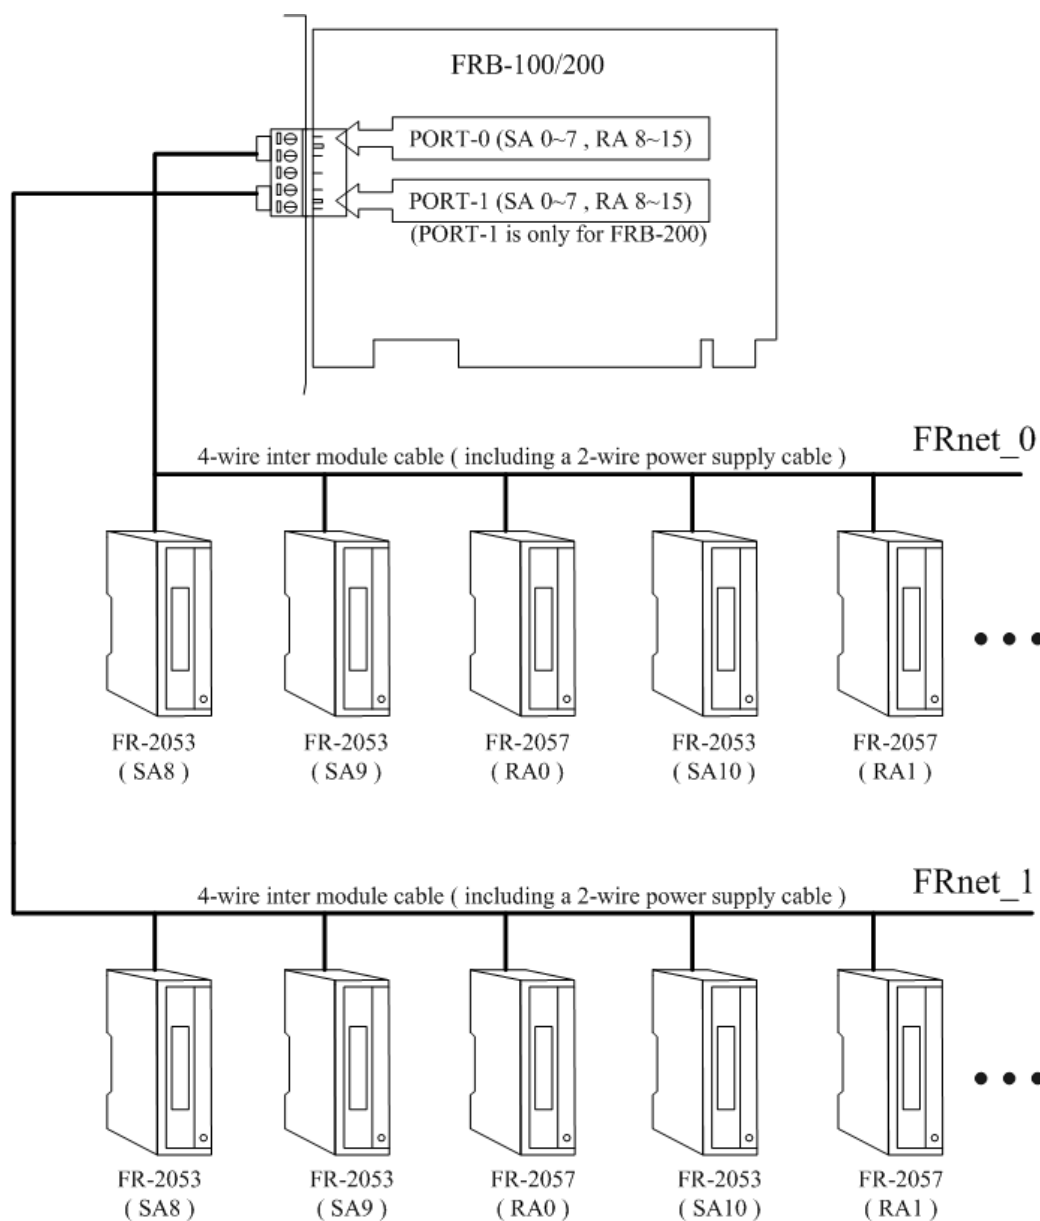 FRB-100/200
PORT-0 (SA 0~7 , RA 8~15)
PORT-1 (SA 0~7 , RA 8~15)
(PORT-1 is only for FRB-200)
FRnet_0
4-wire inter module cable ( including a 2-wire power supply cable )
FR-2053 FR-2053 FR-2057 FR-2053 FR-2057
( SA8 ) ( SA9 ) ( RA0 ) ( SA10 ) ( RA1 )
FRnet_1
4-wire inter module cable ( including a 2-wire power supply cable )
FR-2053 FR-2053 FR-2057 FR-2053 FR-2057
( SA8 ) ( SA9 ) ( RA0 ) ( SA10 ) ( RA1 )